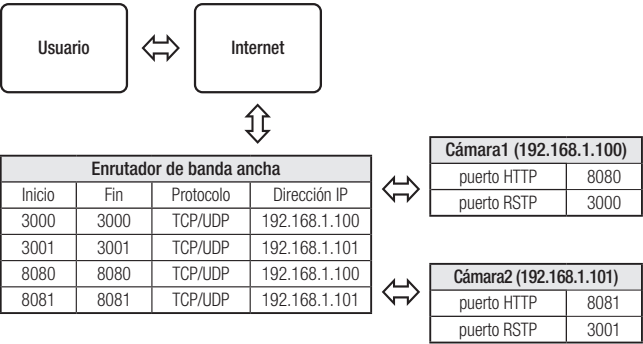 Usuario
Internet
Enrutador de banda ancha
Inicio Fin Protocolo Dirección IP
3000 3000 TCP/UDP 192.168.1.100
3001 3001 TCP/UDP 192.168.1.101
8080 8080 TCP/UDP 192.168.1.100
8081 8081 TCP/UDP 192.168.1.101
Cámara1 (192.168.1.100)
puerto HTTP 8080
puerto RSTP 3000
Cámara2 (192.168.1.101)
puerto HTTP 8081
puerto RSTP 3001